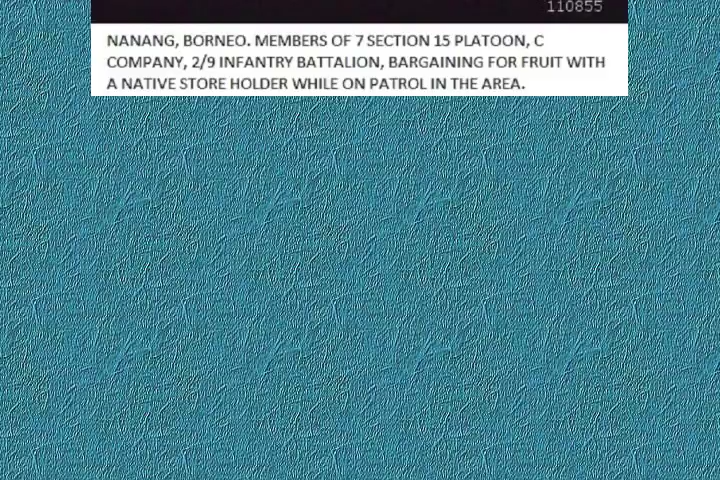 110855
NANANG, BORNEO. MEMBERS OF 7 SECTION 15 PLATOON, C
COMPANY, 2/9 INFANTRY BATTALION, BARGAINING FOR FRUIT WITH
A NATIVE STORE HOLDER WHILE ON PATROL IN THE AREA.